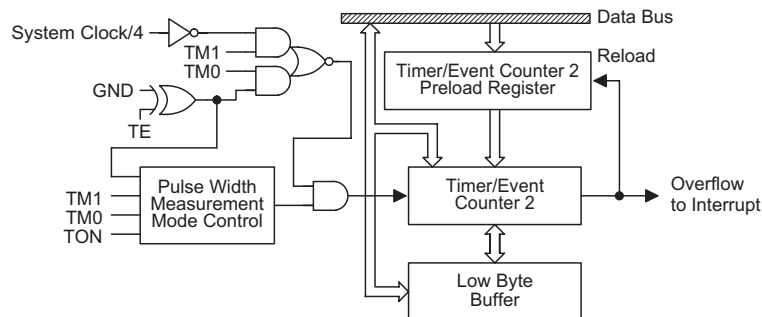 Data Bus
System Clock/4
TM1
TM0
GND
TE
Timer/Event Counter 2
Preload Register
Reload
TM1
TM0
TON
Pulse Width
Measurement
Mode Control
Timer/Event
Counter 2
Overflow
to Interrupt
Low Byte
Buffer